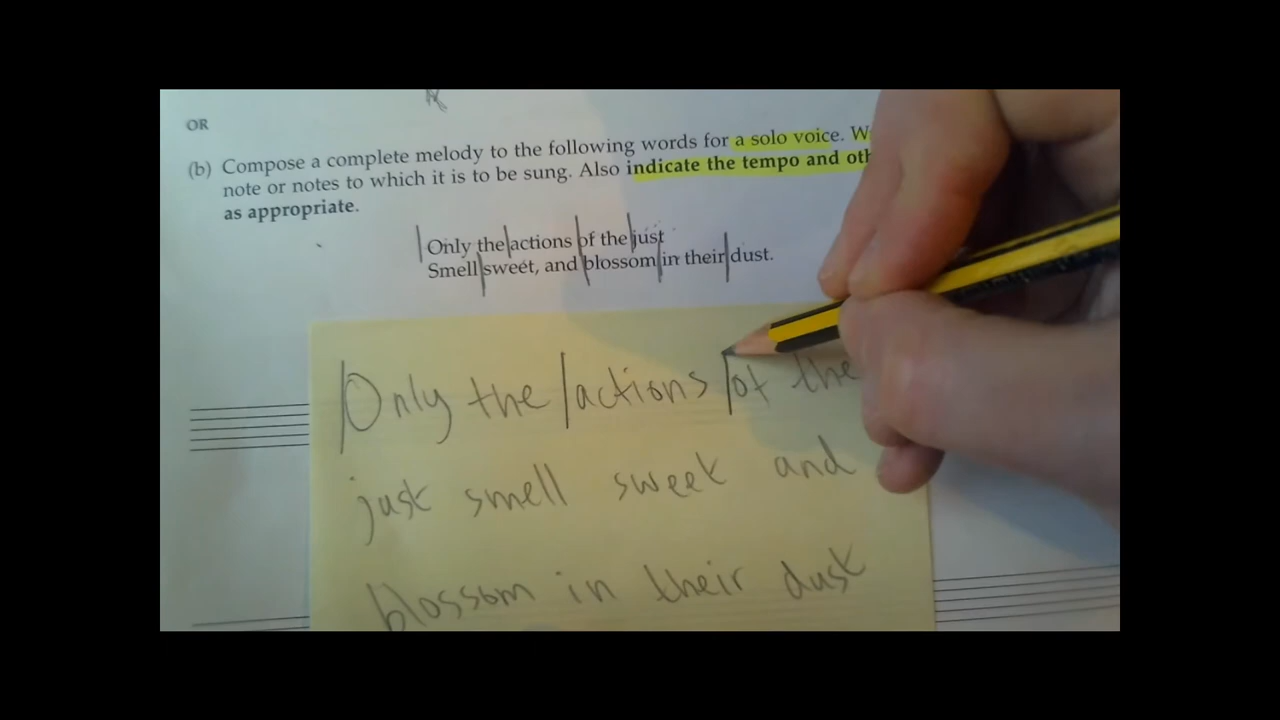 OR
(b) Compose a complete melody to the following words for a solo voice.
note or notes to which it is to be sung. Also indicate the tempo and
as appropriate.
Only the actions of the just
Smell sweet, and blossom in their dust.
Only the actions of the
just smell sweet and
blossom in their dust